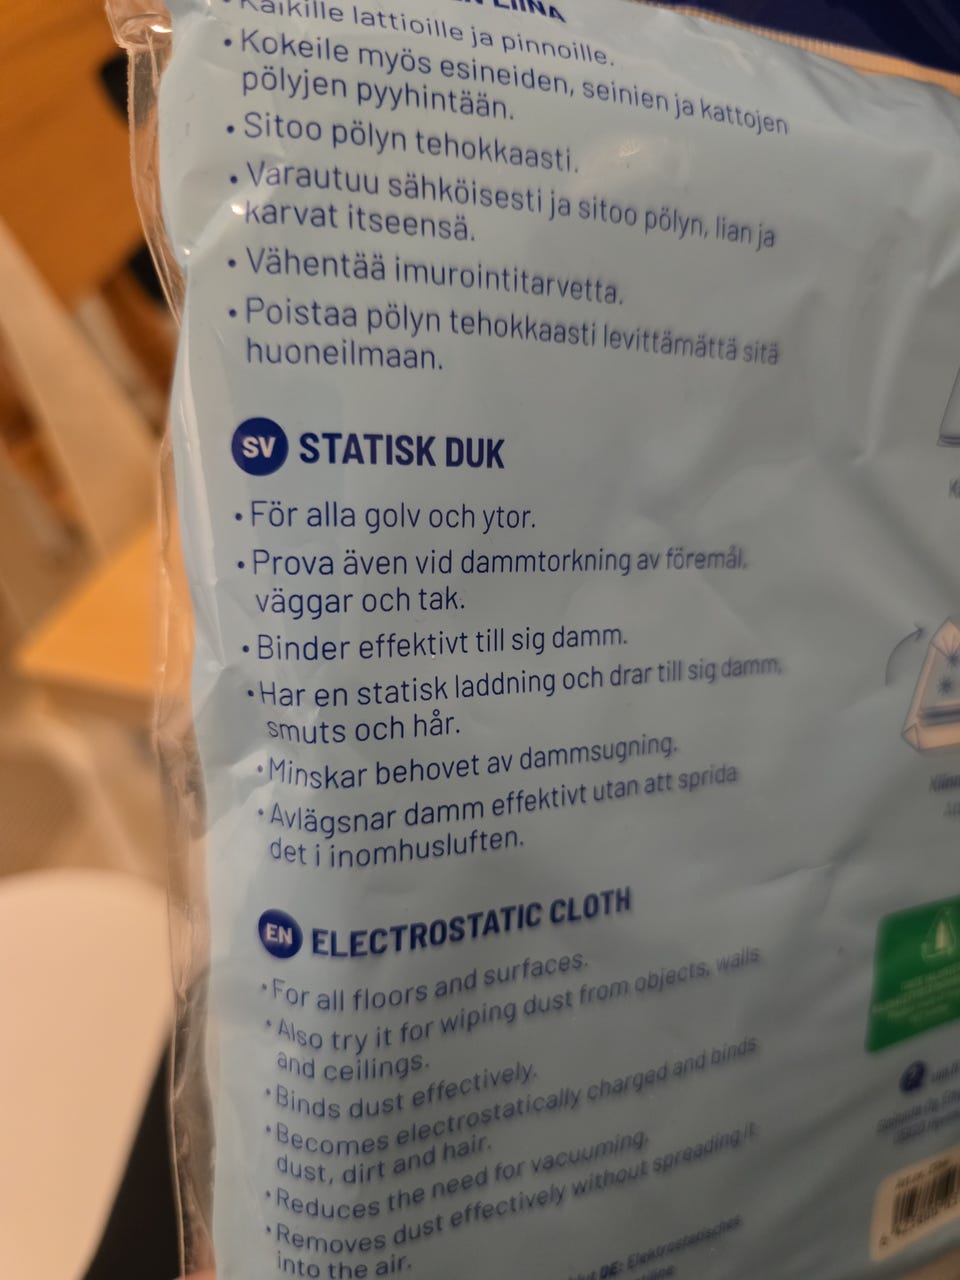 LIINA
• Kaikille lattioille ja pinnoille.
• Kokeile myös esineiden, seinien ja kattojen
pölyjen pyyhintään.
• Sitoo pölyn tehokkaasti.
• Varautuu sähköisesti ja sitoo pölyn, lian ja
karvat itseensä.
• Vähentää imurointitarvetta.
• Poistaa pölyn tehokkaasti levittämättä sitä
huoneilmaan.
SV STATISK DUK
• För alla golv och ytor.
• Prova även vid dammtorkning av föremål,
väggar och tak.
• Binder effektivt till sig damm.
• Har en statisk laddning och drar till sig damm,
smuts och hår.
• Minskar behovet av dammsugning.
• Avlägsnar damm effektivt utan att sprida
det i inomhusluften.
EN ELECTROSTATIC CLOTH
• For all floors and surfaces.
• Also try it for wiping dust from objects, walls
and ceilings.
• Binds dust effectively.
• Becomes electrostatically charged and binds
dust, dirt and hair.
• Reduces the need for vacuuming.
• Removes dust effectively without spreading it
into the air.
DE: Elektrostatisches